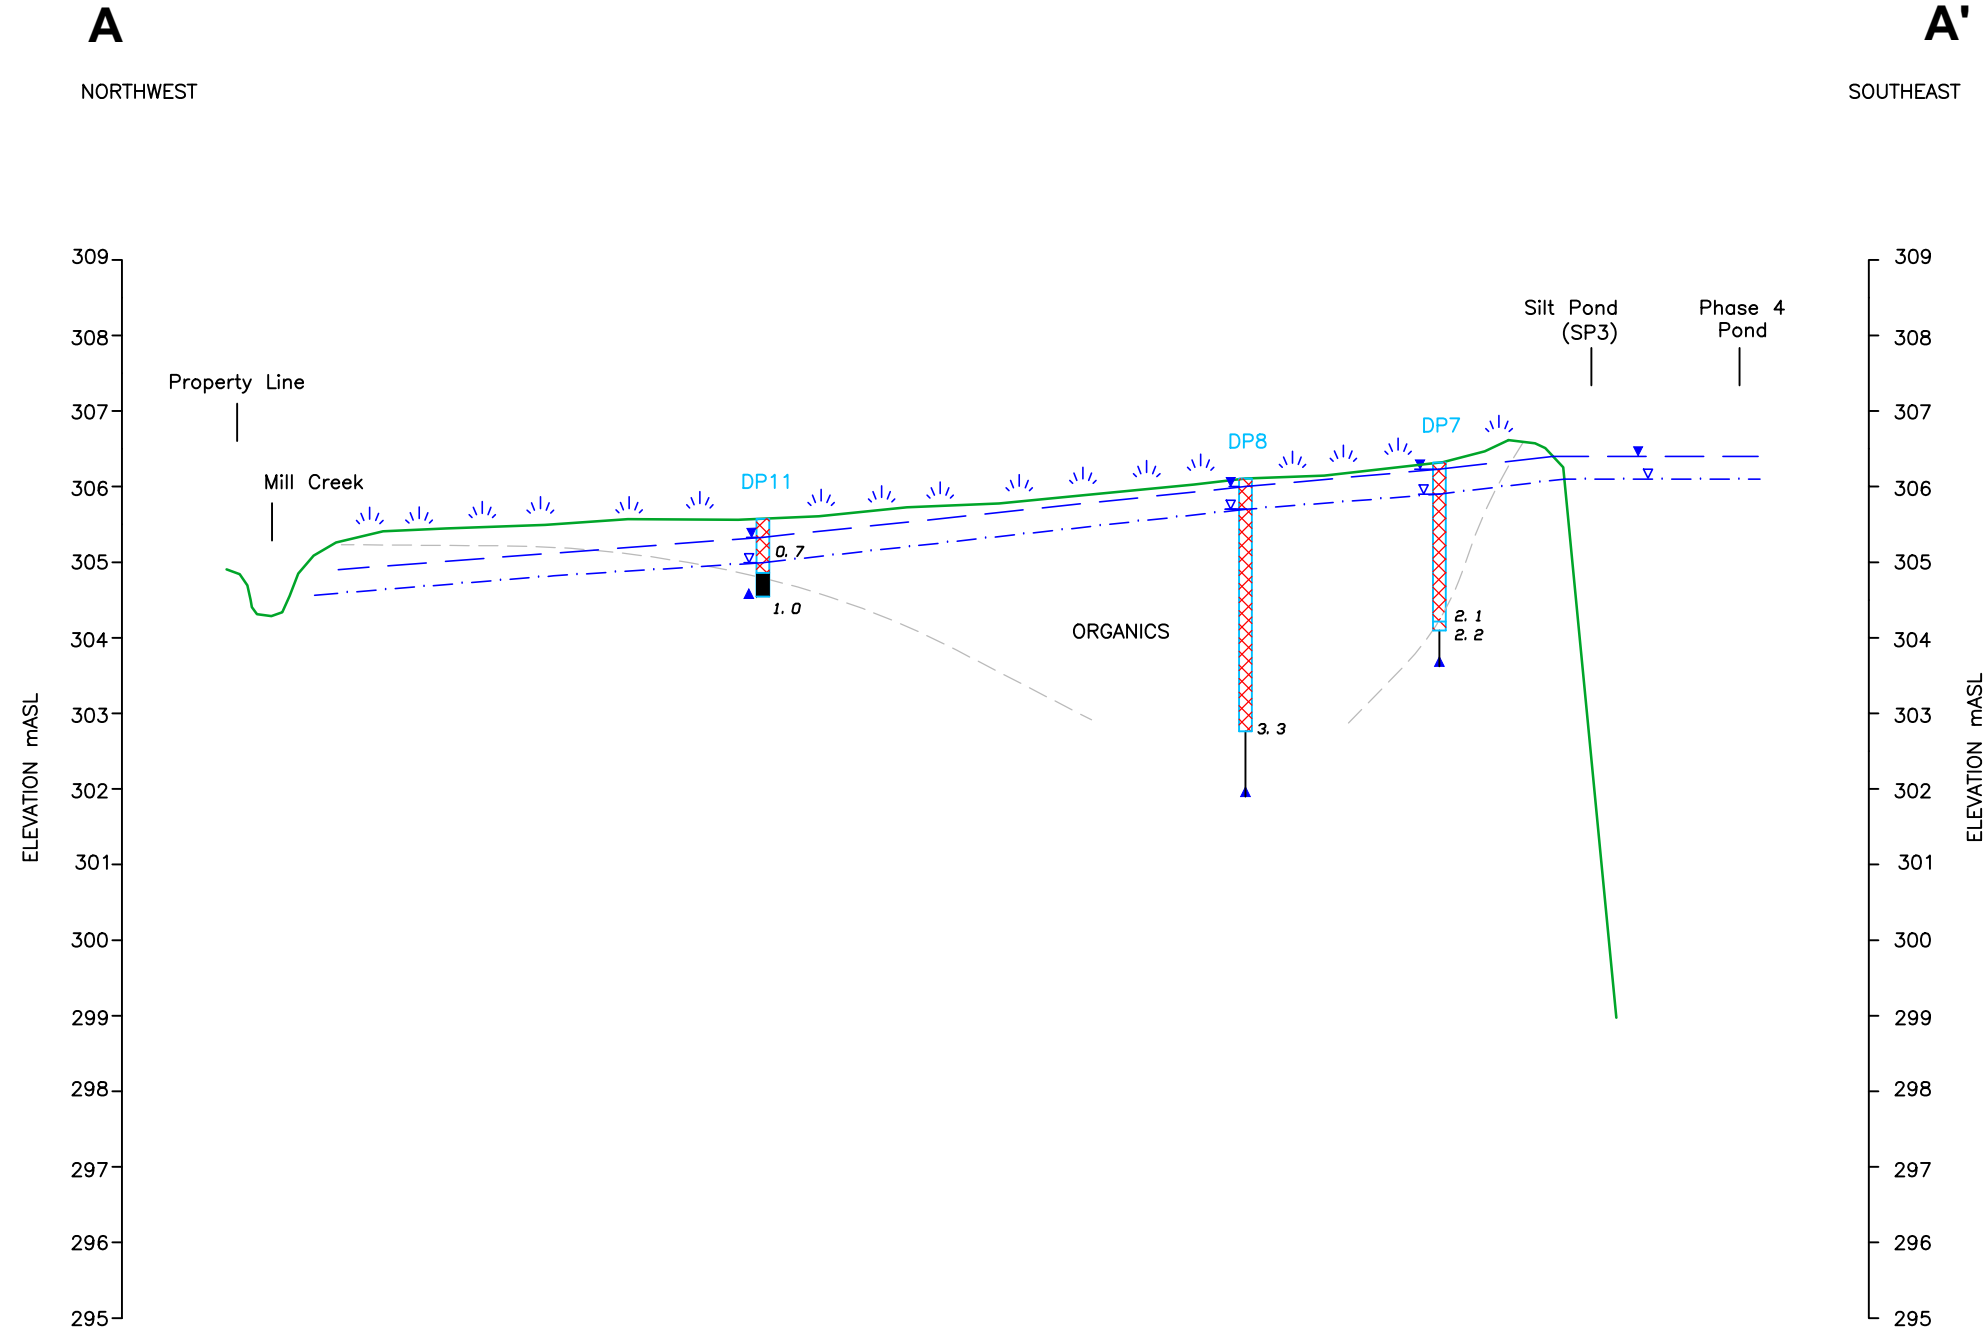 A
A'
NORTHWEST
SOUTHEAST
309
309
Silt Pond
(SP3)
Phase 4
Pond
308
308
Property Line
307
307
DP7
DP8
Mill Creek
DP11
306
306
0.7
305
305
1.0
2.1
ORGANICS
2.2
304
304
303
303
3.3
ELEVATION mASL
ELEVATION mASL
302
302
301
301
300
300
299
299
298
298
297
297
296
296
295
295